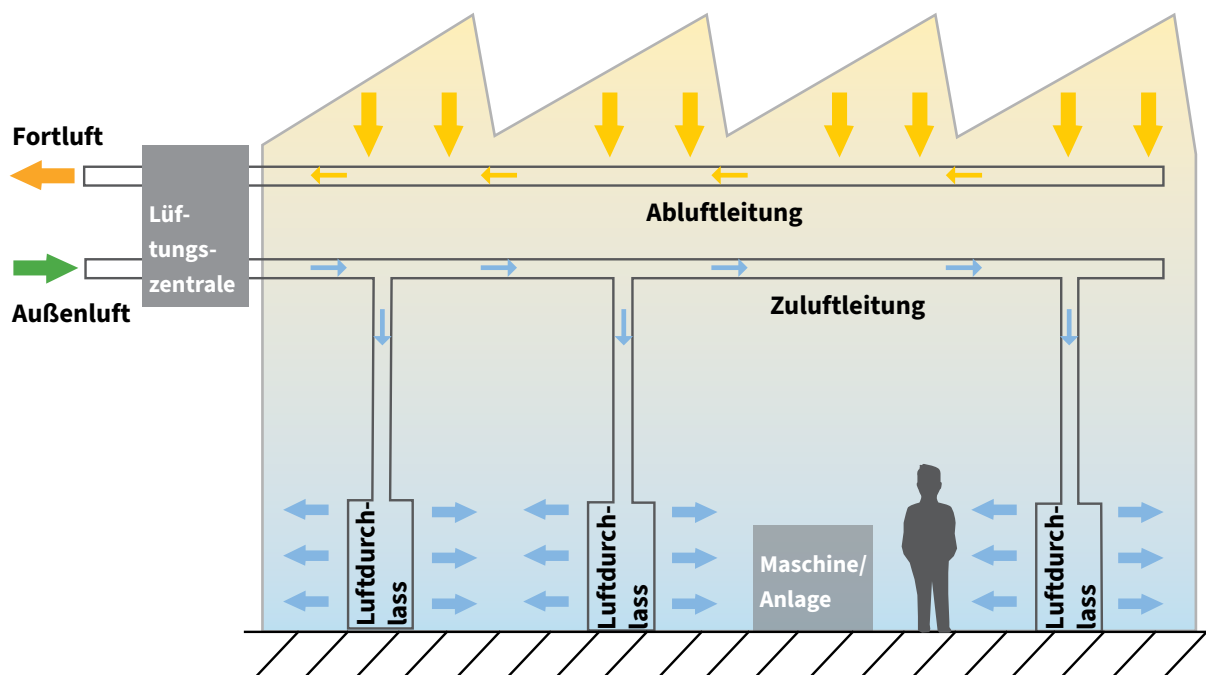 Fortluft
Lüf-
tungs-
zentrale
Außenluft
Abluftleitung
Zuluftleitung
Luftdurch-
lass
Luftdurch-
lass
Maschine/
Anlage
Luftdurch-
lass